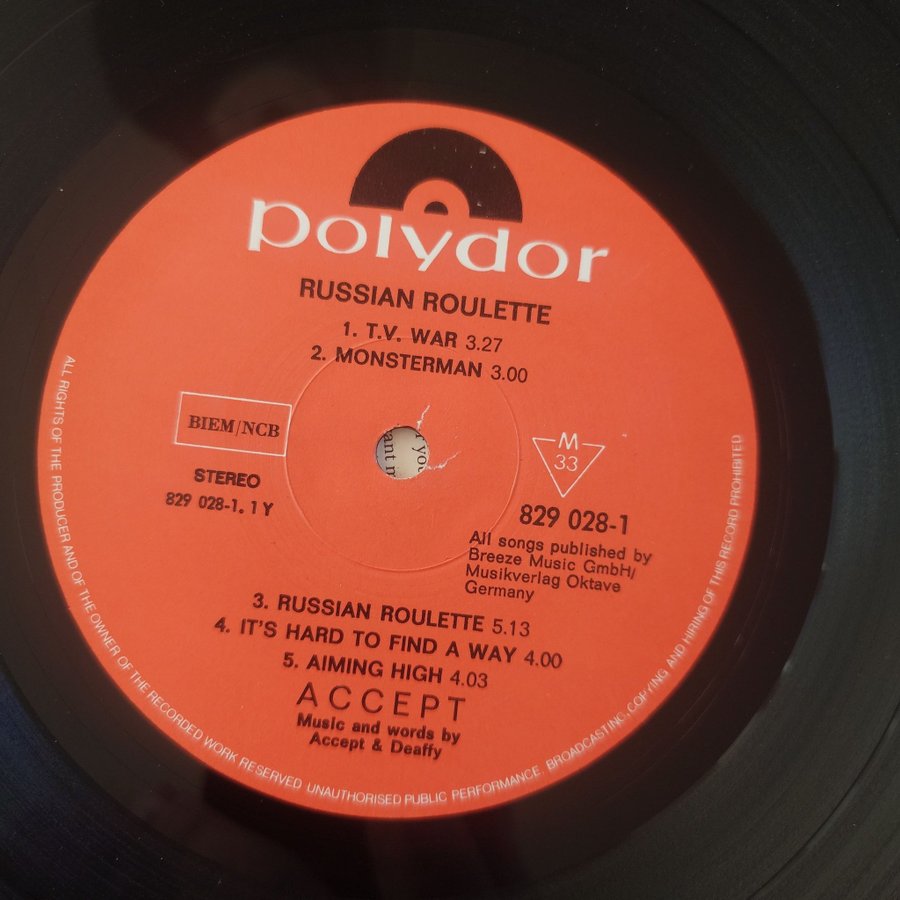 polydor
RUSSIAN ROULETTE
1. T.V. WAR 3.27
2. MONSTERMAN 3.00
BIEM/NCB
STEREO
829 028-1. 1 Y
M
33
829 028-1
All songs published by
Breeze Music GmbH/
Musikverlag Oktave
Germany
3. RUSSIAN ROULETTE 5.13
4. IT'S HARD TO FIND A WAY 4.00
5. AIMING HIGH 4.03
ACCEPT
Music and words by
Accept & Deaffy
ALL RIGHTS OF THE PRODUCER AND OF THE OWNER OF THE RECORDED WORK RESERVED UNAUTHORISED PUBLIC PERFORMANCE BROADCASTING, COPYING AND HIRING OF THIS RECORD PROHIBITED